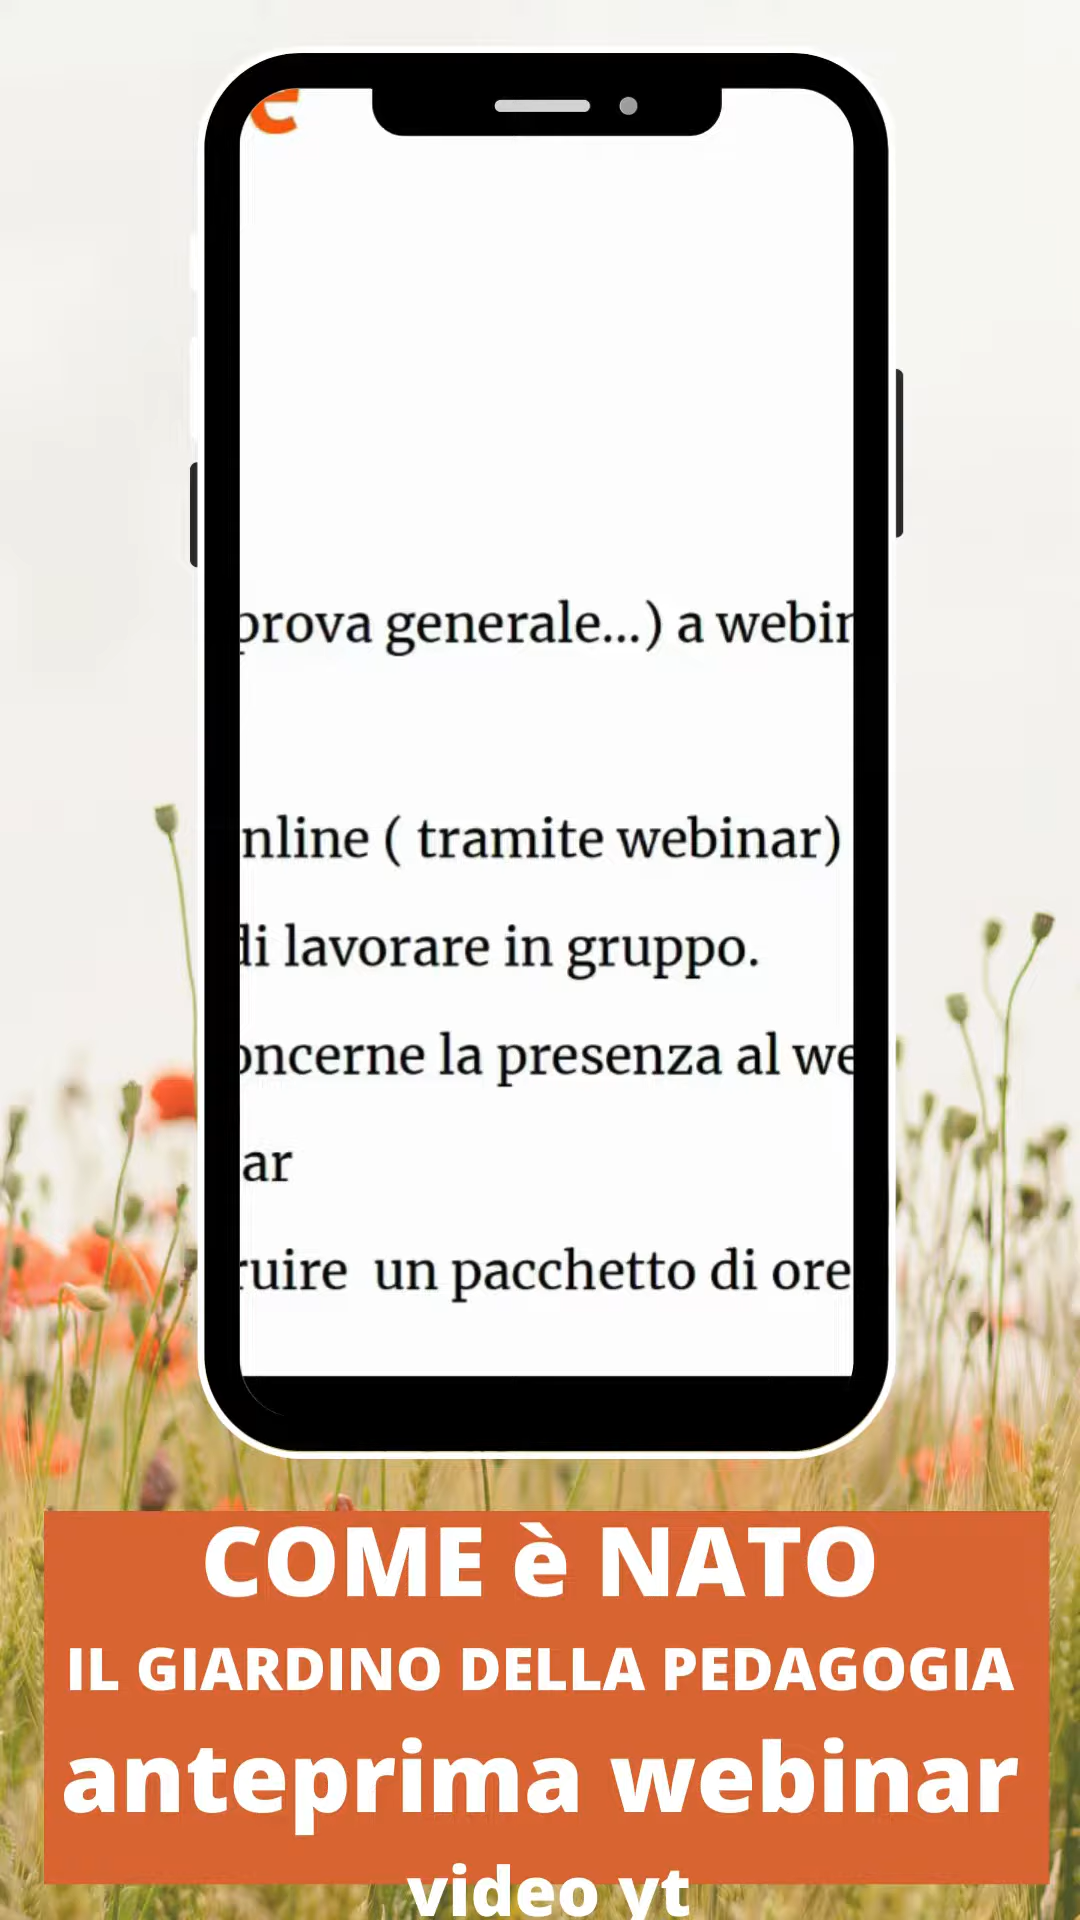 e
prova generale...) a webin
nline ( tramite webinar)
di lavorare in gruppo.
oncerne la presenza al we
ar
ruire un pacchetto di ore
COME è NATO
IL GIARDINO DELLA PEDAGOGIA
anteprima webinar
video yt